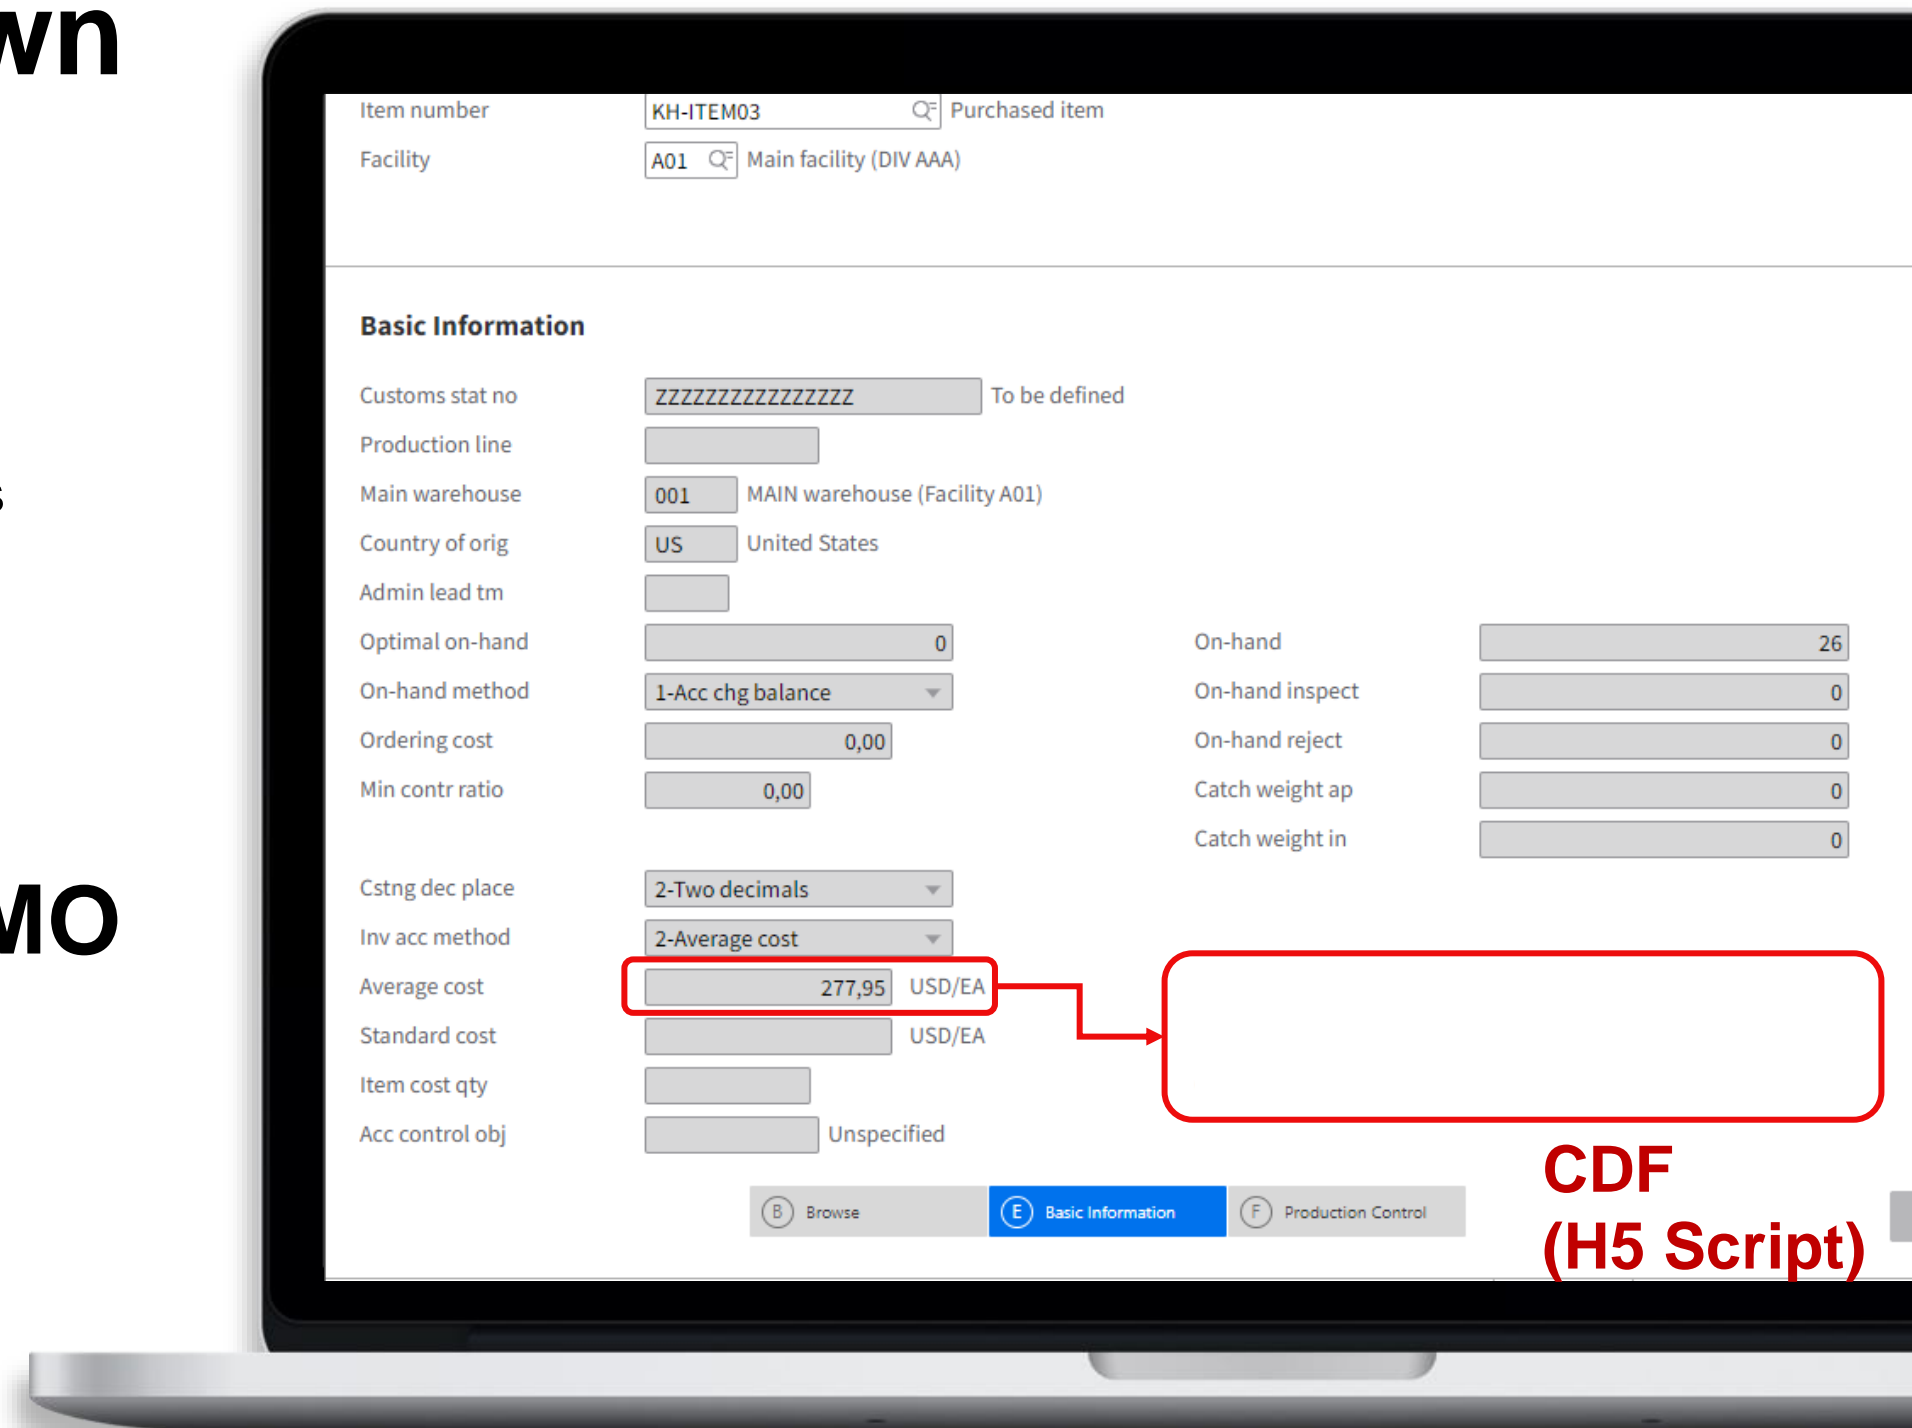 wn
s
MO
Item number KH-ITEM03 Purchased item
Facility A01 Main facility (DIV AAA)
Basic Information
Customs stat no ZZZZZZZZZZZZZZZZ To be defined
Production line
Main warehouse 001 MAIN warehouse (Facility A01)
Country of orig US United States
Admin lead tm
Optimal on-hand 0 On-hand 26
On-hand method 1-Acc chg balance On-hand inspect 0
Ordering cost 0,00 On-hand reject 0
Min contr ratio 0,00 Catch weight ap 0
Catch weight in 0
Cstng dec place 2-Two decimals
Inv acc method 2-Average cost
Average cost 277,95 USD/EA
Standard cost USD/EA
Item cost qty
Acc control obj Unspecified
CDF
B Browse E Basic Information F Production Control
(H5 Script)